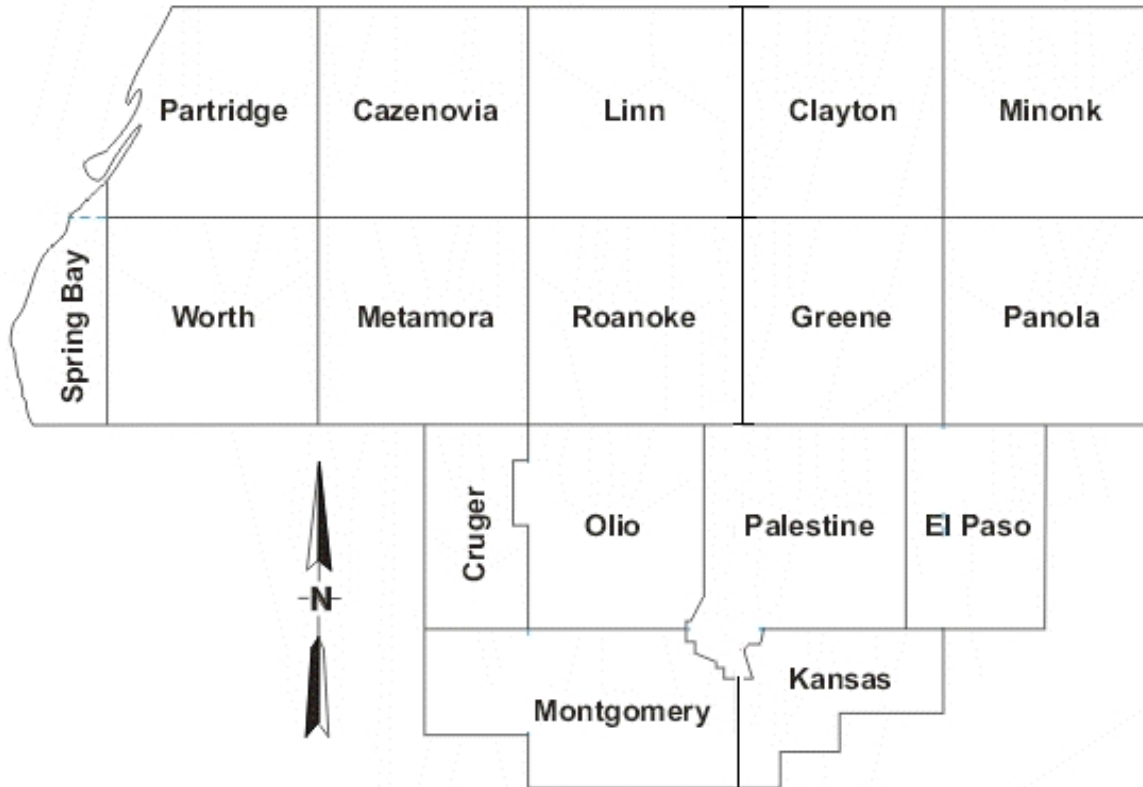 Partridge
Cazenovia
Linn
Clayton
Minonk
Spring Bay
Worth
Metamora
Roanoke
Greene
Panola
Cruger
Olio
Palestine
El Paso
N
Kansas
Montgomery